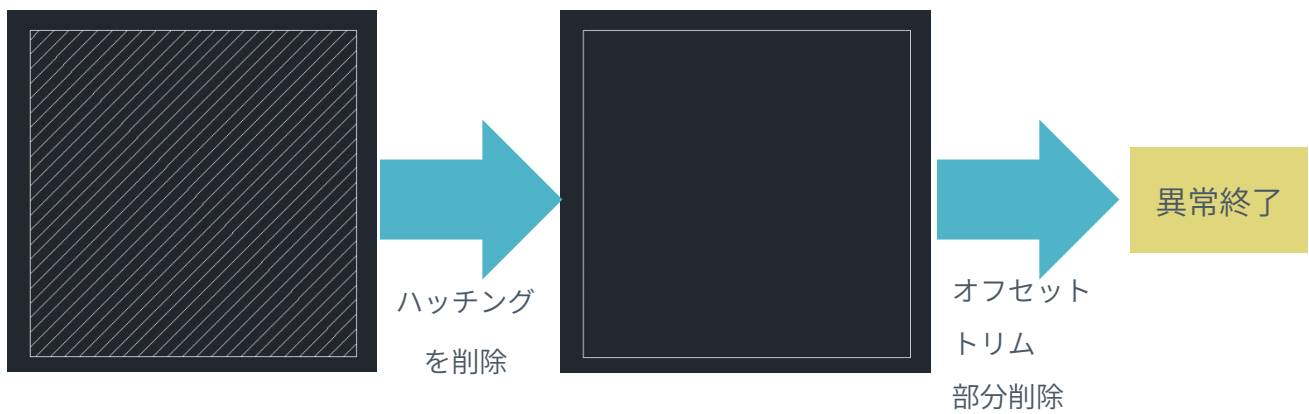 ハッチング
を削除
オフセット
トリム
部分削除
異常終了